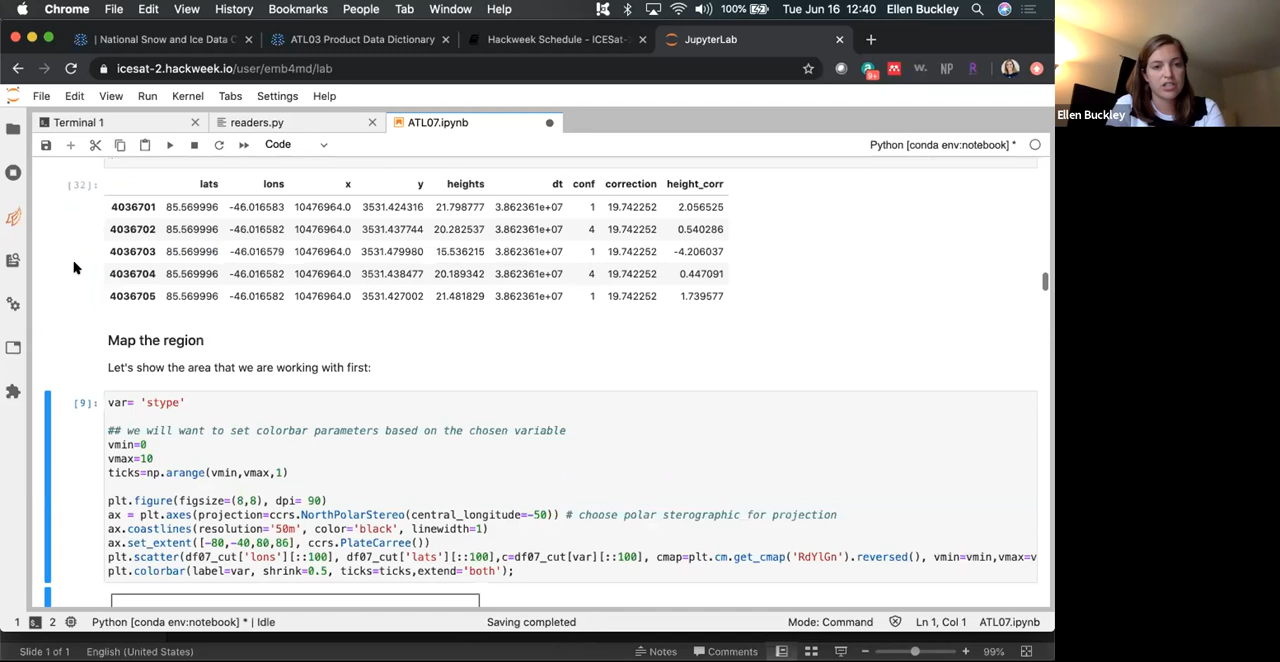 Chrome File Edit View History Bookmarks People Tab Window Help 100% Tue Jun 16 12:40 Ellen Buckley
| National Snow and Ice Data C ATL03 Product Data Dictionary Hackweek Schedule - ICESat- JupyterLab
icesat-2.hackweek.io/user/emb4md/lab 9+ w. NP R
Ellen Buckley
File Edit View Run Kernel Tabs Settings Help
Terminal 1 readers.py ATL07.ipynb
Code Python [conda env:notebook] *
[32]: lats lons x y heights dt conf correction height_corr
4036701 85.569996 -46.016583 10476964.0 3531.424316 21.798777 3.862361e+07 1 19.742252 2.056525
4036702 85.569996 -46.016582 10476964.0 3531.437744 20.282537 3.862361e+07 4 19.742252 0.540286
4036703 85.569996 -46.016579 10476964.0 3531.479980 15.536215 3.862361e+07 1 19.742252 -4.206037
4036704 85.569996 -46.016582 10476964.0 3531.438477 20.189342 3.862361e+07 4 19.742252 0.447091
4036705 85.569996 -46.016582 10476964.0 3531.427002 21.481829 3.862361e+07 1 19.742252 1.739577
Map the region
Let's show the area that we are working with first:
[9]: var= 'stype'
## we will want to set colorbar parameters based on the chosen variable
vmin=0
vmax=10
ticks=np.arange(vmin,vmax,1)
plt.figure(figsize=(8,8), dpi= 90)
ax = plt.axes(projection=ccrs.NorthPolarStereo(central_longitude=-50)) # choose polar sterographic for projection
ax.coastlines(resolution='50m', color='black', linewidth=1)
ax.set_extent([-80,-40,80,86], ccrs.PlateCarree())
plt.scatter(df07_cut['lons'][::100], df07_cut['lats'][::100],c=df07_cut[var][::100], cmap=plt.cm.get_cmap('RdYlGn').reversed(), vmin=vmin,vmax=v
plt.colorbar(label=var, shrink=0.5, ticks=ticks,extend='both');
1 2 Python [conda env:notebook] * | Idle Saving completed Mode: Command Ln 1, Col 1 ATL07.ipynb
Slide 1 of 1 English (United States) Notes Comments 99%